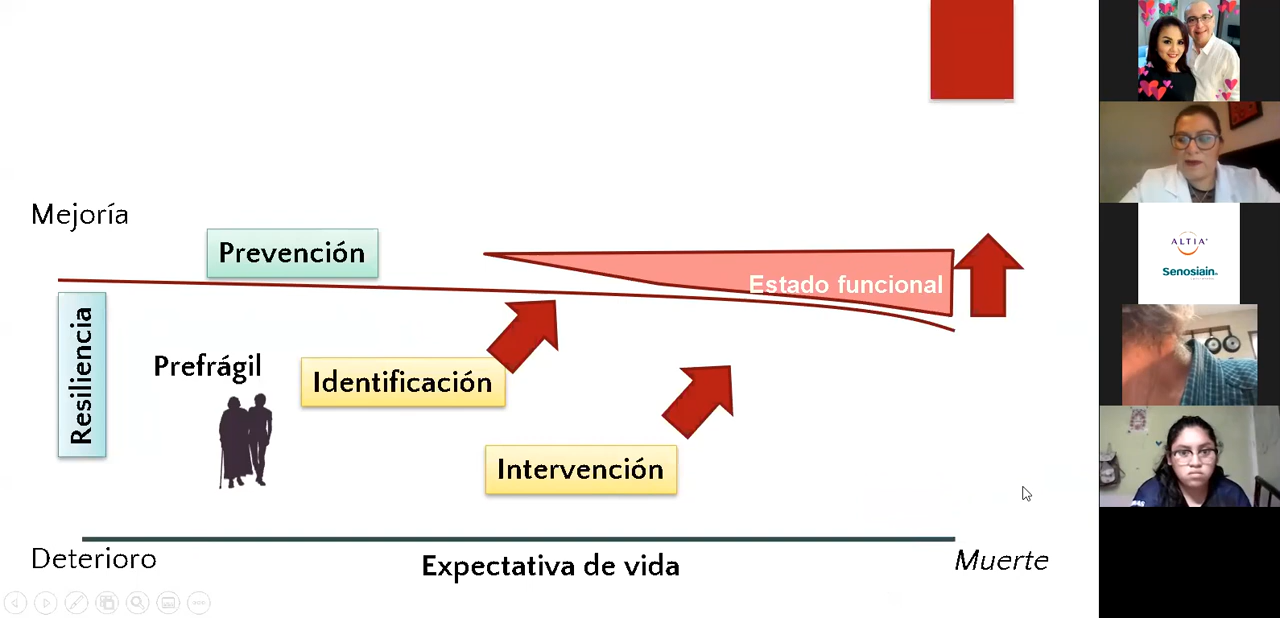 Mejoría
Prevención
Estado funcional
Resiliencia
Prefrágil
Identificación
Intervención
Deterioro
Expectativa de vida
Muerte
ALTIA
Senosiain